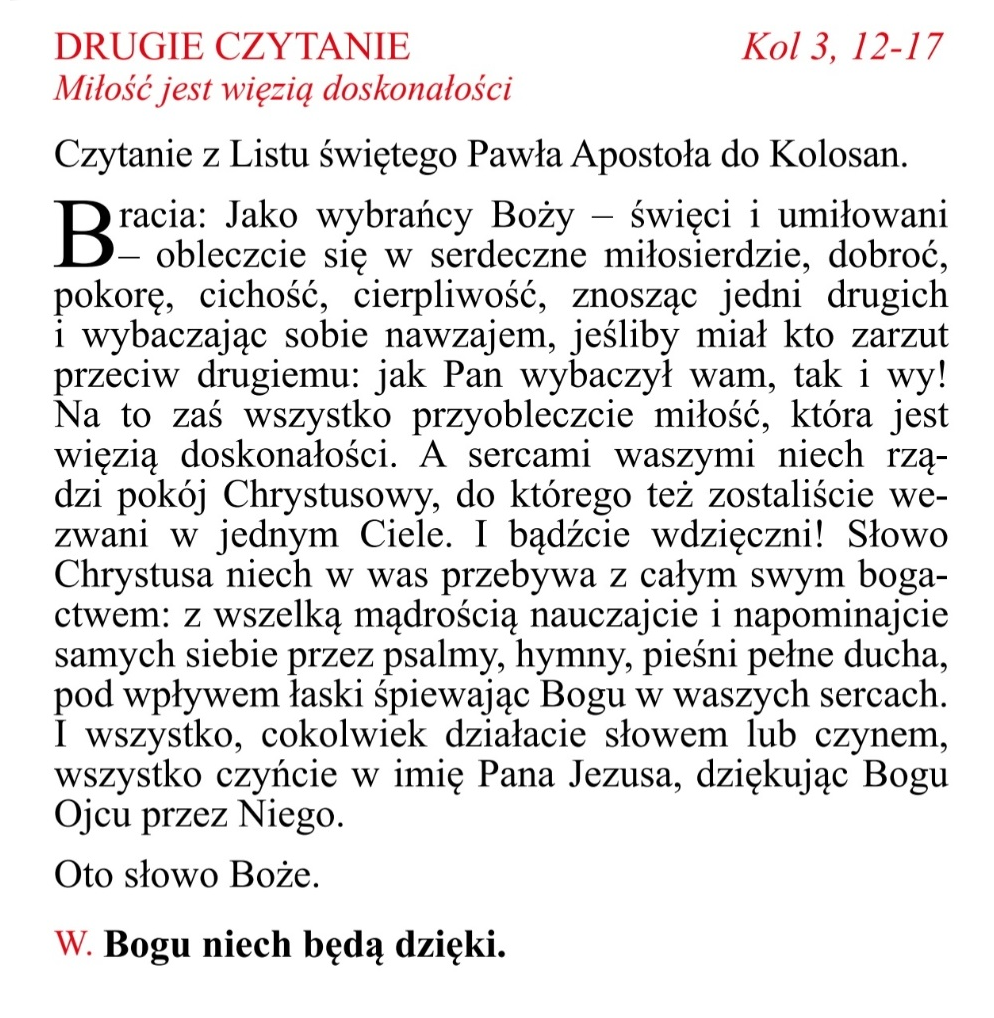 DRUGIE CZYTANIE Kol 3, 12-17
Miłość jest więzią doskonałości
Czytanie z Listu świętego Pawła Apostoła do Kolosan.
Bracia: Jako wybrańcy Boży – święci i umiłowani
– obleczcie się w serdeczne miłosierdzie, dobroć,
pokorę, cichość, cierpliwość, znosząc jedni drugich
i wybaczając sobie nawzajem, jeśliby miał kto zarzut
przeciw drugiemu: jak Pan wybaczył wam, tak i wy!
Na to zaś wszystko przyobleczcie miłość, która jest
więzią doskonałości. A sercami waszymi niech rzą-
dzi pokój Chrystusowy, do którego też zostaliście we-
zwani w jednym Ciele. I bądźcie wdzięczni! Słowo
Chrystusa niech w was przebywa z całym swym boga-
ctwem: z wszelką mądrością nauczajcie i napominajcie
samych siebie przez psalmy, hymny, pieśni pełne ducha,
pod wpływem łaski śpiewając Bogu w waszych sercach.
I wszystko, cokolwiek działacie słowem lub czynem,
wszystko czyńcie w imię Pana Jezusa, dziękując Bogu
Ojcu przez Niego.
Oto słowo Boże.
W. Bogu niech będą dzięki.